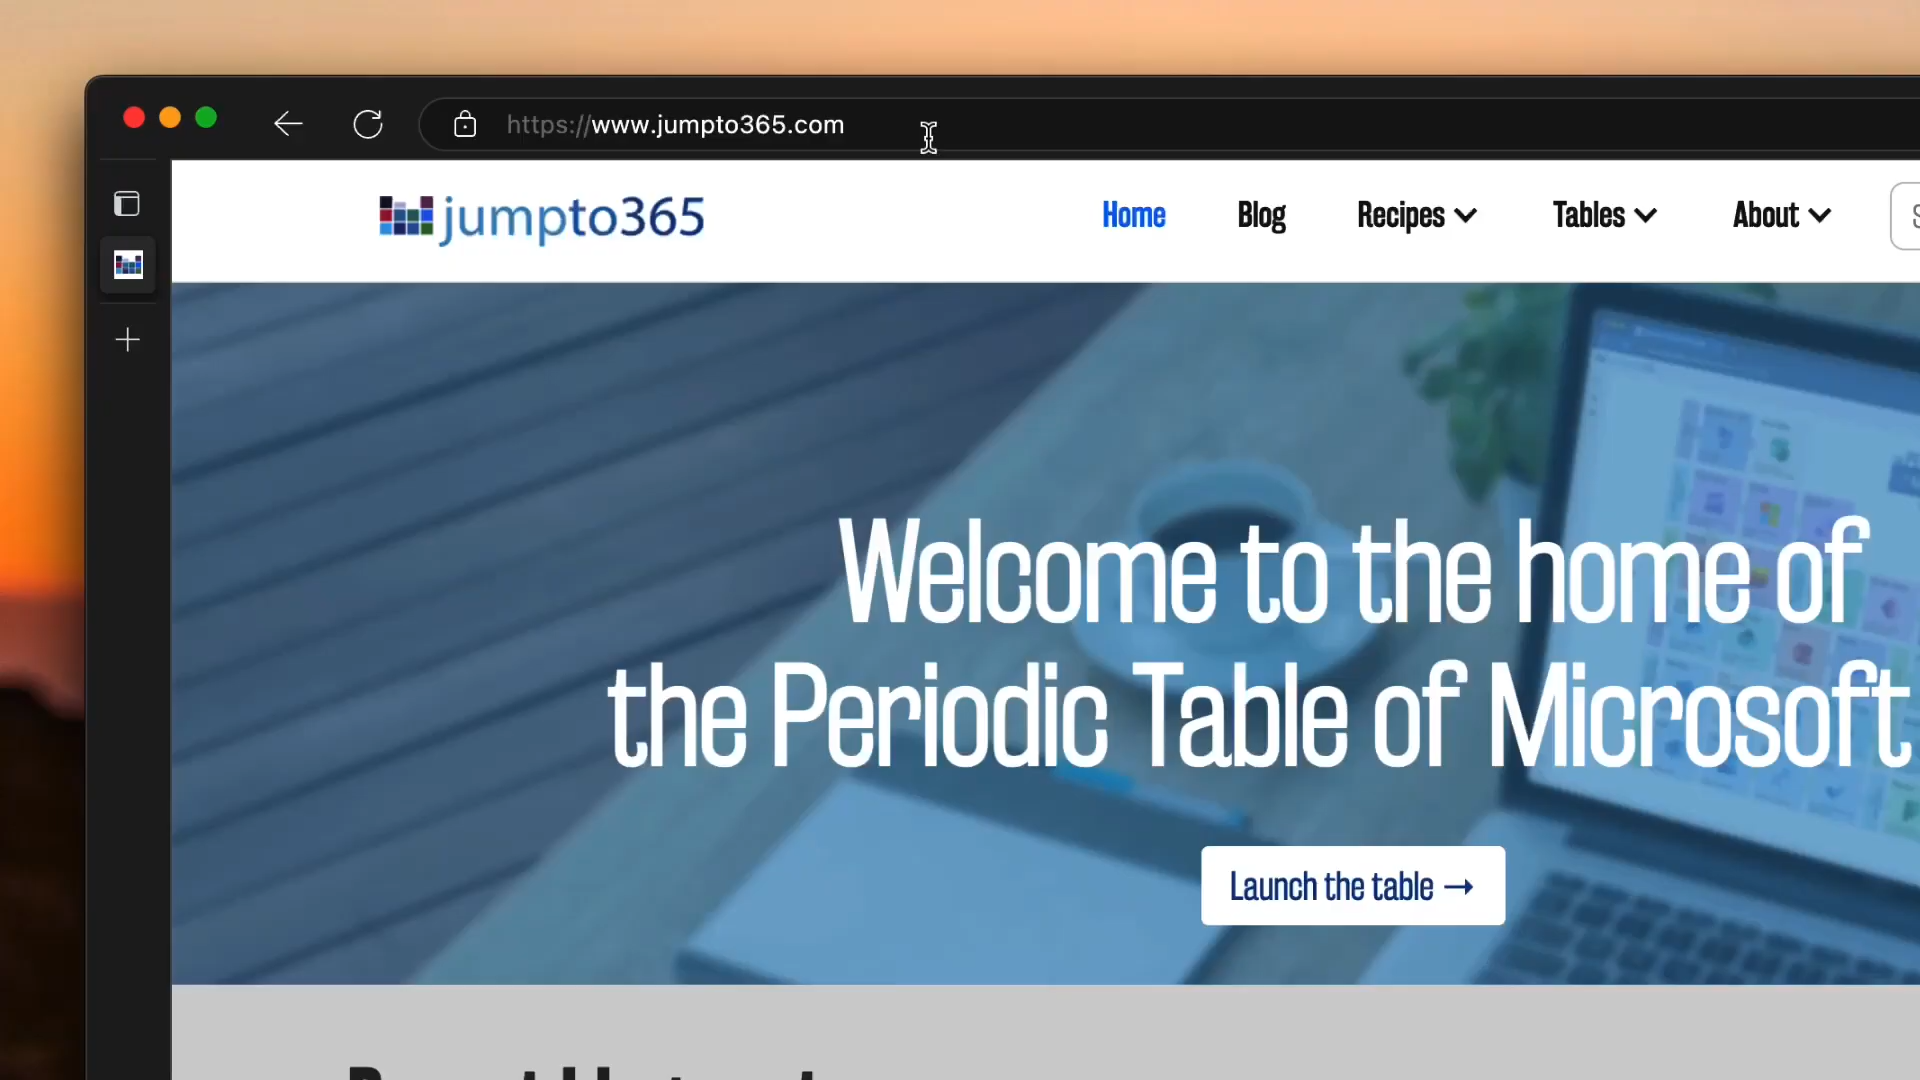 https://www.jumpto365.com
jumpto365
Home Blog Recipes Tables About
Welcome to the home of
the Periodic Table of Microsoft
Launch the table →